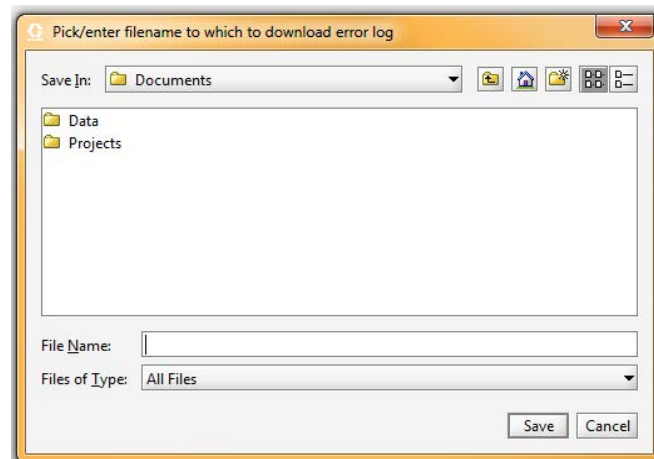 Pick/enter filename to which to download error log
Save In: Documents
Data
Projects
File Name:
Files of Type: All Files
Save Cancel